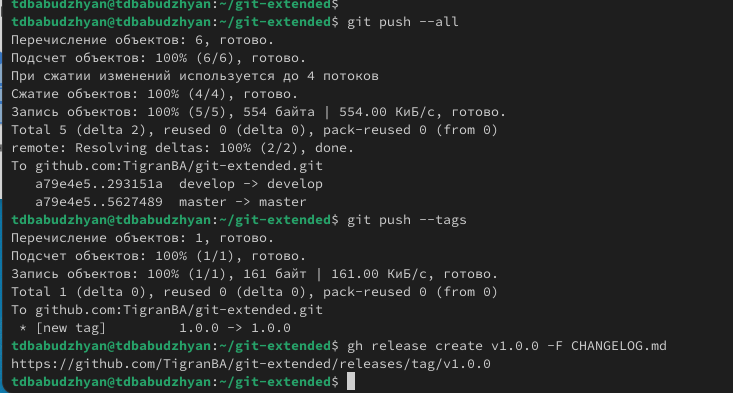 tdbabudzhyan@tdbabudzhyan:~/git-extended$
tdbabudzhyan@tdbabudzhyan:~/git-extended$ git push --all
Перечисление объектов: 6, готово.
Подсчет объектов: 100% (6/6), готово.
При сжатии изменений используется до 4 потоков
Сжатие объектов: 100% (4/4), готово.
Запись объектов: 100% (5/5), 554 байта | 554.00 КиБ/с, готово.
Total 5 (delta 2), reused 0 (delta 0), pack-reused 0 (from 0)
remote: Resolving deltas: 100% (2/2), done.
To github.com:TigranBA/git-extended.git
   a79e4e5..293151a  develop -> develop
   a79e4e5..5627489  master -> master
tdbabudzhyan@tdbabudzhyan:~/git-extended$ git push --tags
Перечисление объектов: 1, готово.
Подсчет объектов: 100% (1/1), готово.
Запись объектов: 100% (1/1), 161 байт | 161.00 КиБ/с, готово.
Total 1 (delta 0), reused 0 (delta 0), pack-reused 0 (from 0)
To github.com:TigranBA/git-extended.git
 * [new tag]         1.0.0 -> 1.0.0
tdbabudzhyan@tdbabudzhyan:~/git-extended$ gh release create v1.0.0 -F CHANGELOG.md
https://github.com/TigranBA/git-extended/releases/tag/v1.0.0
tdbabudzhyan@tdbabudzhyan:~/git-extended$